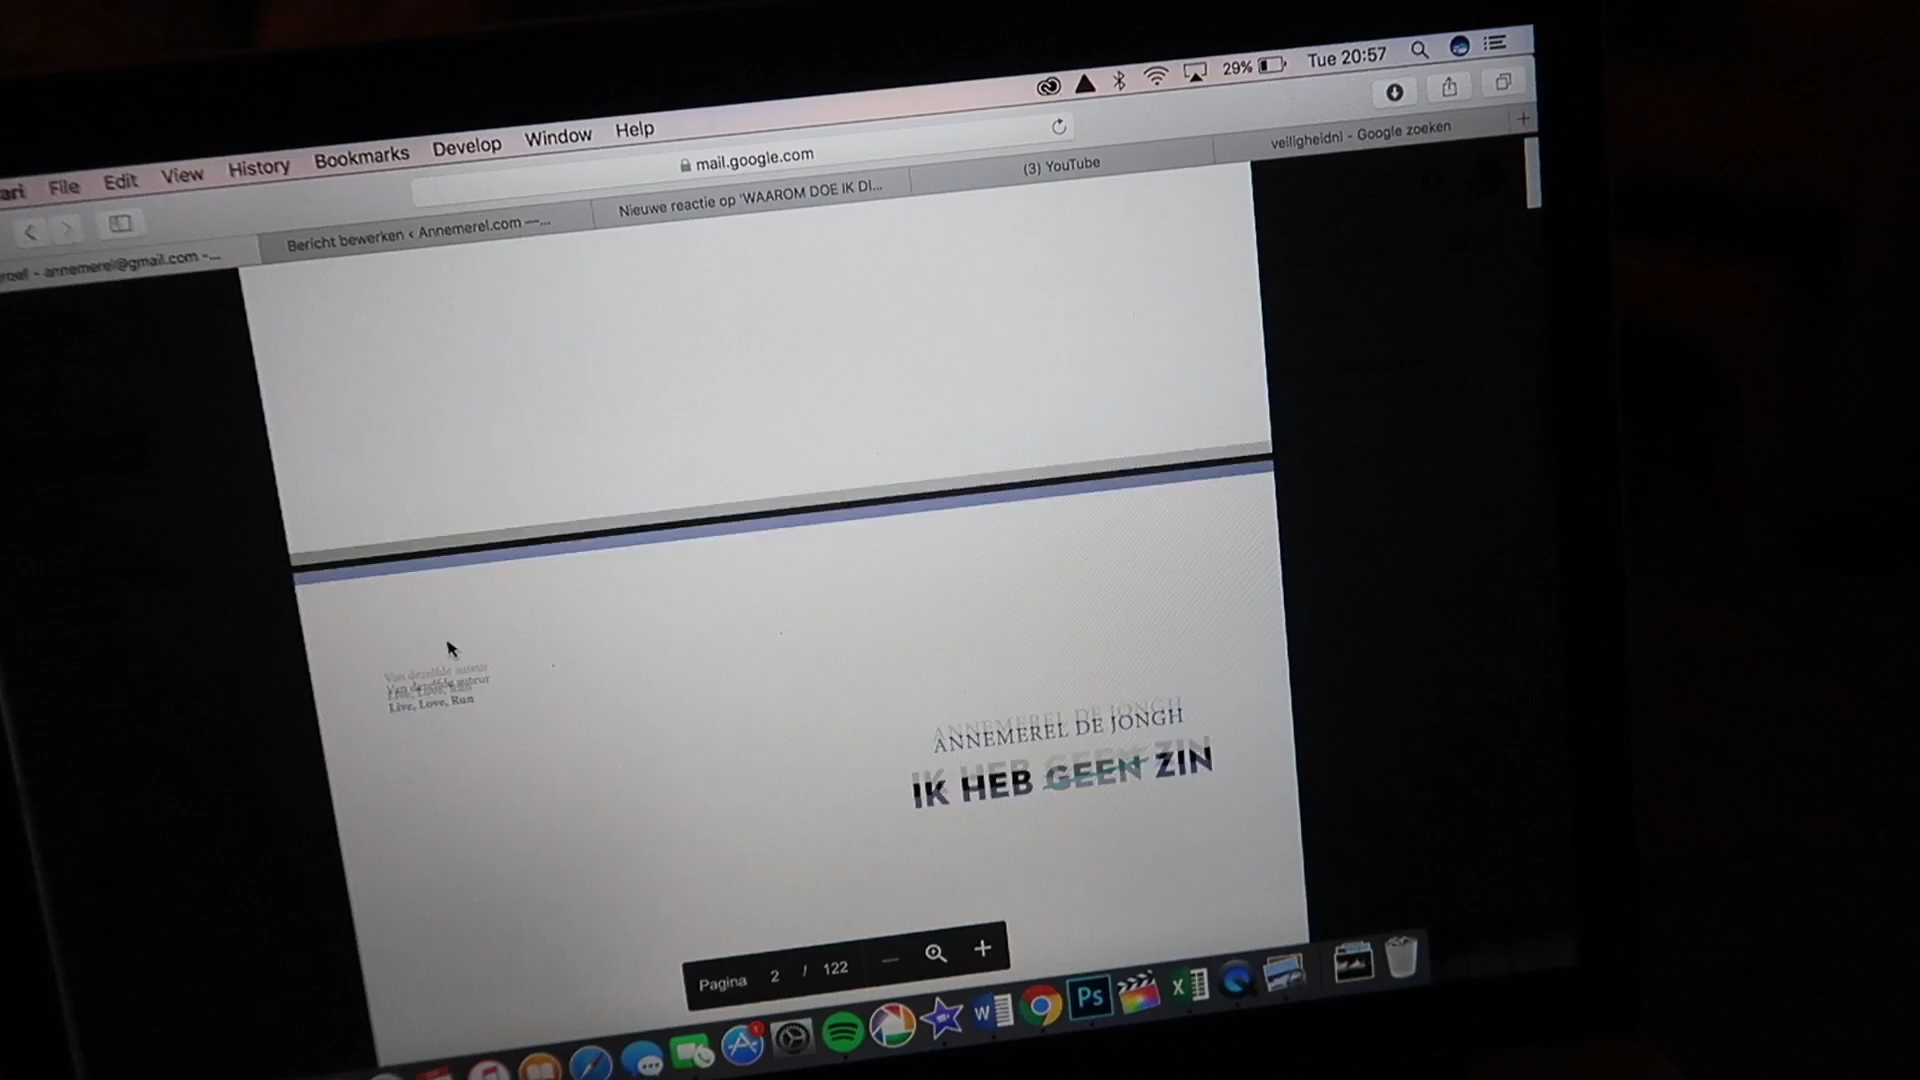 File Edit View History Bookmarks Develop Window Help 29% Tue 20:57
mail.google.com
annemerel@gmail.com -...
Bericht bewerken ‹ Annemerel.com —...
Nieuwe reactie op 'WAAROM DOE IK DI...
(3) YouTube
veiligheidnl - Google zoeken
Van dezelfde auteur
Live, Love, Run
ANNEMEREL DE JONGH
IK HEB GEEN ZIN
Pagina 2 / 122
W
Ps
X